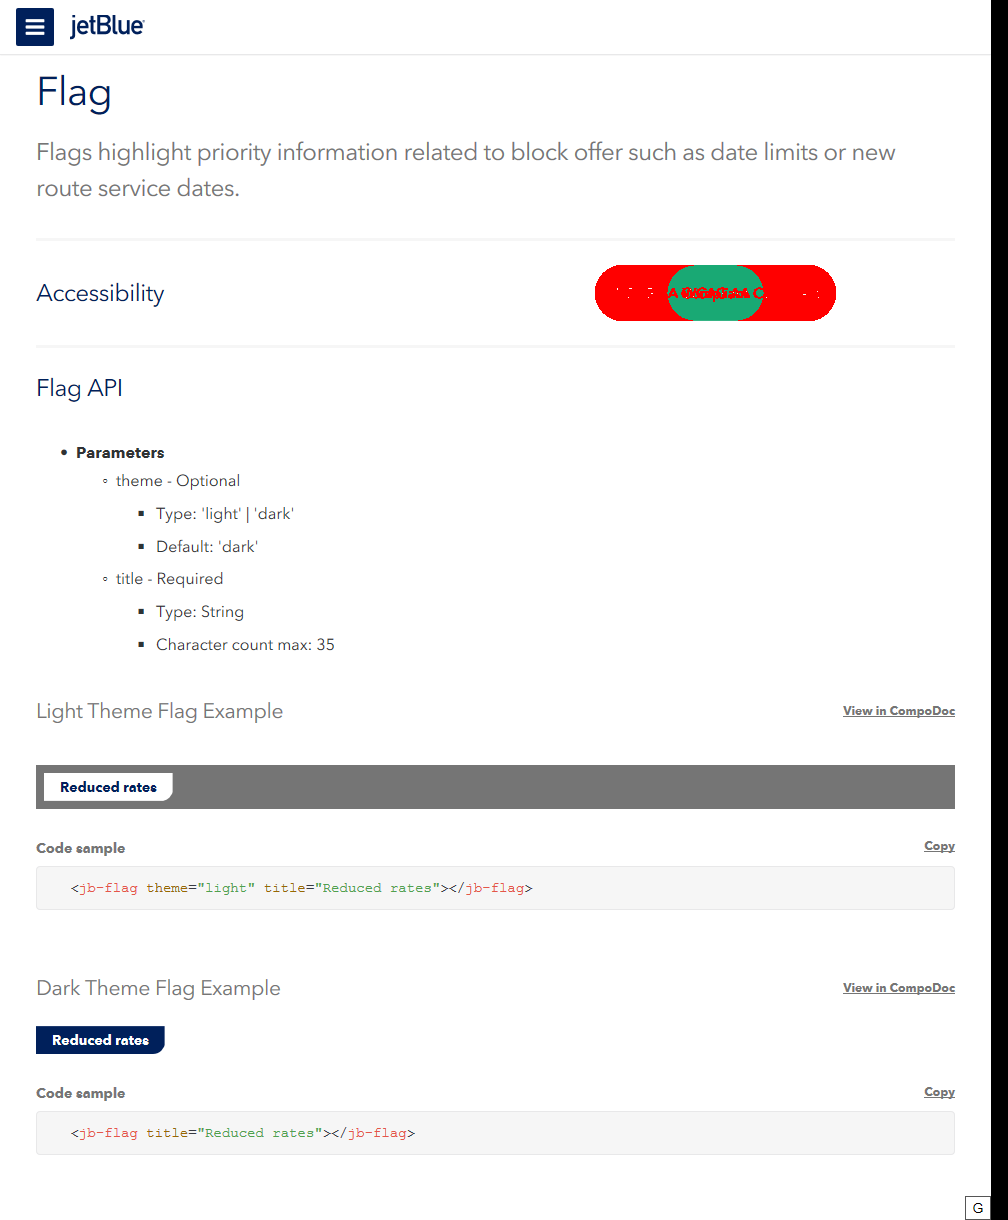 jetBlue
Flag
Flags highlight priority information related to block offer such as date limits or new
route service dates.
Accessibility
Flag API
Parameters
theme - Optional
Type: 'light' | 'dark'
Default: 'dark'
title - Required
Type: String
Character count max: 35
Light Theme Flag Example
View in CompoDoc
Reduced rates
Code sample
Copy
<jb-flag theme="light" title="Reduced rates"></jb-flag>
Dark Theme Flag Example
View in CompoDoc
Reduced rates
Code sample
Copy
<jb-flag title="Reduced rates"></jb-flag>
G